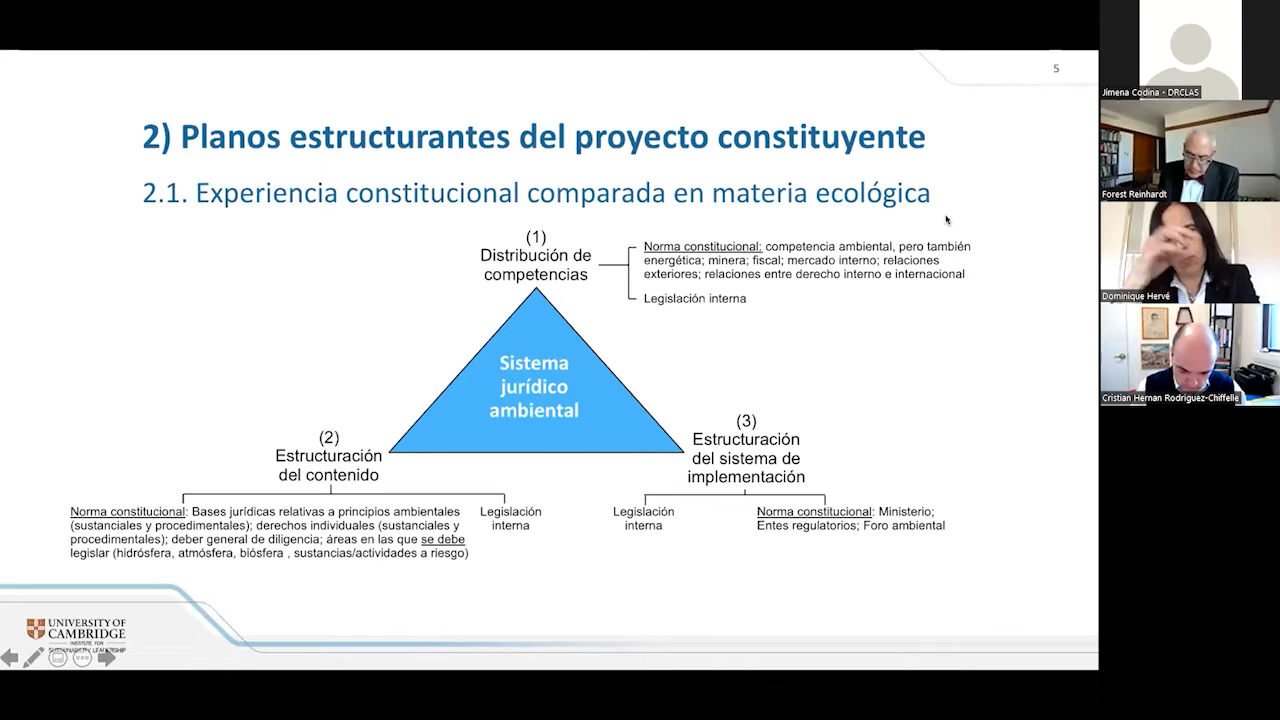 5
2) Planos estructurantes del proyecto constituyente
2.1. Experiencia constitucional comparada en materia ecológica
(1)
Distribución de
competencias
Norma constitucional: competencia ambiental, pero también
energética; minera; fiscal; mercado interno; relaciones
exteriores; relaciones entre derecho interno e internacional
Legislación interna
Sistema
jurídico
ambiental
(2)
Estructuración
del contenido
Norma constitucional: Bases jurídicas relativas a principios ambientales
(sustanciales y procedimentales); derechos individuales (sustanciales y
procedimentales); deber general de diligencia; áreas en las que se debe
legislar (hidrósfera, atmósfera, biósfera , sustancias/actividades a riesgo)
Legislación
interna
(3)
Estructuración
del sistema de
implementación
Legislación
interna
Norma constitucional: Ministerio;
Entes regulatorios; Foro ambiental
UNIVERSITY OF
CAMBRIDGE
INSTITUTE FOR
SUSTAINABILITY LEADERSHIP
Jimena Codina - DRCLAS
Forest Reinhardt
Dominique Hervé
Cristian Hernan Rodriguez-Chiffelle